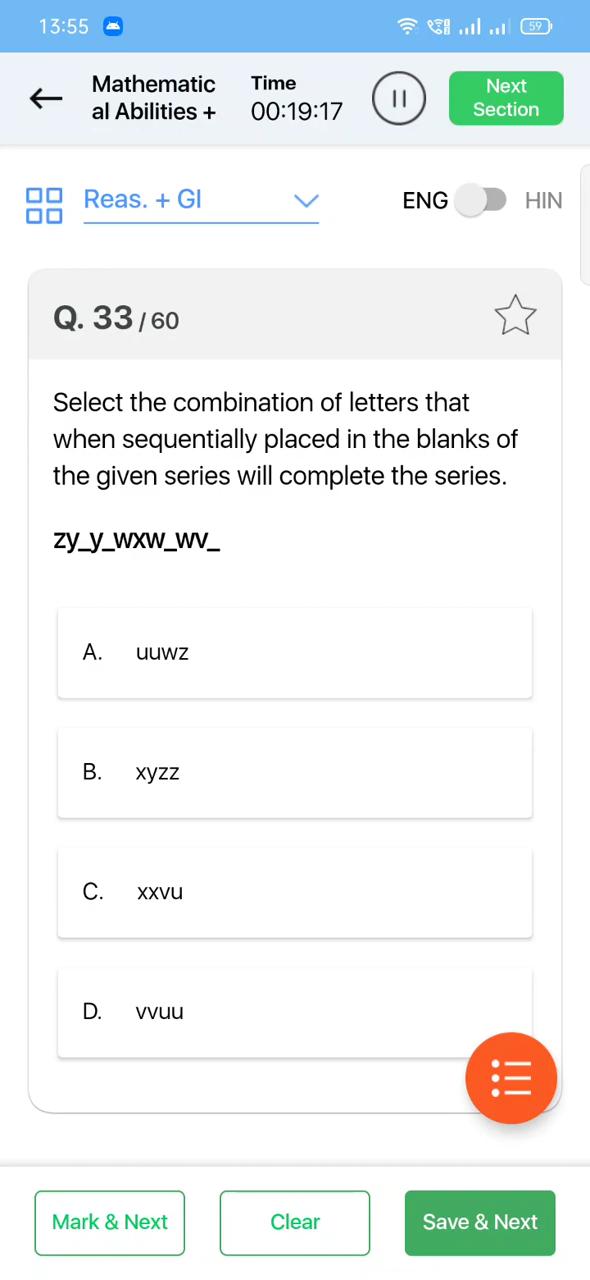 13:55
59
Mathematic
al Abilities +
Time
00:19:17
Next
Section
Reas. + GI
ENG
HIN
Q. 33 / 60
Select the combination of letters that
when sequentially placed in the blanks of
the given series will complete the series.
zy_y_wxw_wv_
A. uuwz
B. xyzz
C. xxvu
D. vvuu
Mark & Next
Clear
Save & Next